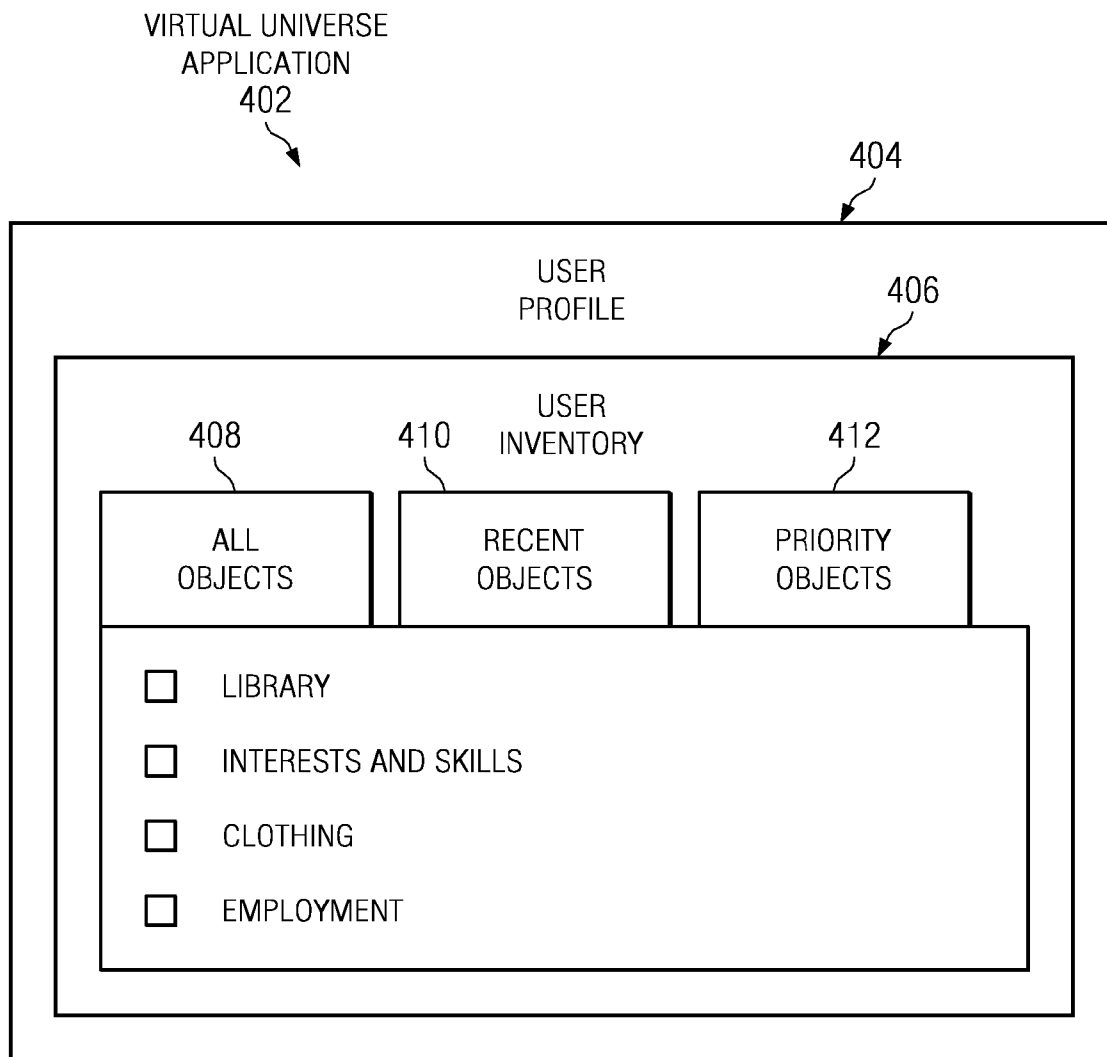 VIRTUAL UNIVERSE
APPLICATION
402
404
USER
PROFILE
406
USER
INVENTORY
408
410
412
ALL
OBJECTS
RECENT
OBJECTS
PRIORITY
OBJECTS
LIBRARY
INTERESTS AND SKILLS
CLOTHING
EMPLOYMENT